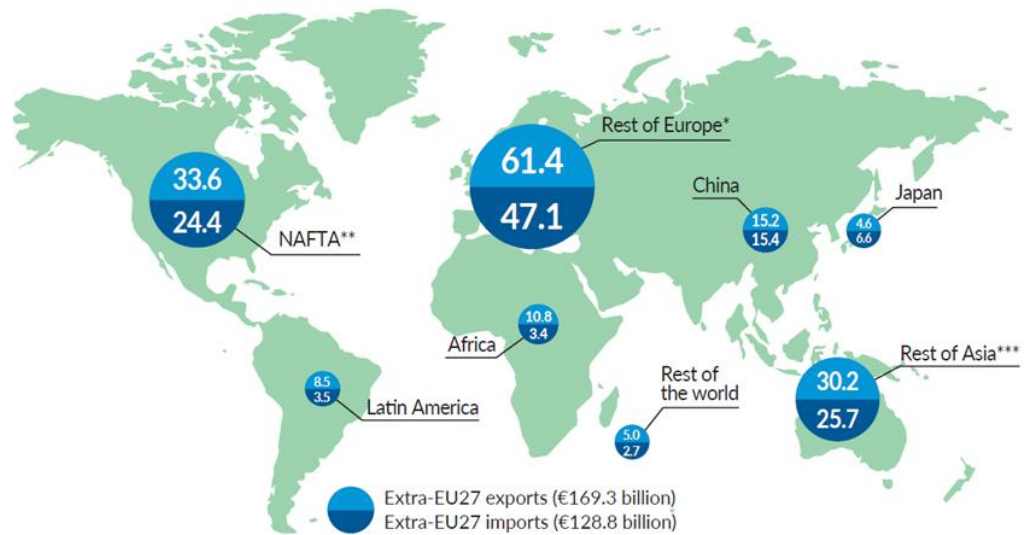 Rest of Europe*
61.4
47.1
33.6
24.4
NAFTA**
China
15.2
15.4
Japan
4.6
6.6
10.8
3.4
Africa
Rest of Asia***
30.2
25.7
8.5
3.5
Latin America
Rest of
the world
5.0
2.7
Extra-EU27 exports (€169.3 billion)
Extra-EU27 imports (€128.8 billion)